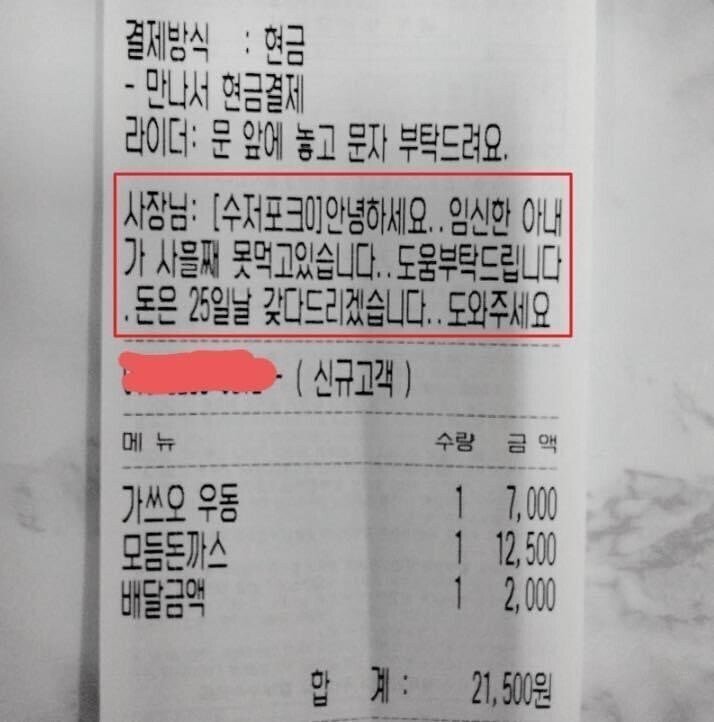 결제방식 : 현금
- 만나서 현금결제
라이더: 문 앞에 놓고 문자 부탁드려요.
사장님: [수저포크0]안녕하세요..임신한 아내
가 사흘째 못먹고있습니다..도움부탁드립니다
.돈은 25일날 갖다드리겠습니다..도와주세요
- ( 신규고객 )
메 뉴 수량 금 액
가쓰오 우동 1 7,000
모듬돈까스 1 12,500
배달금액 1 2,000
합 계 : 21,500원